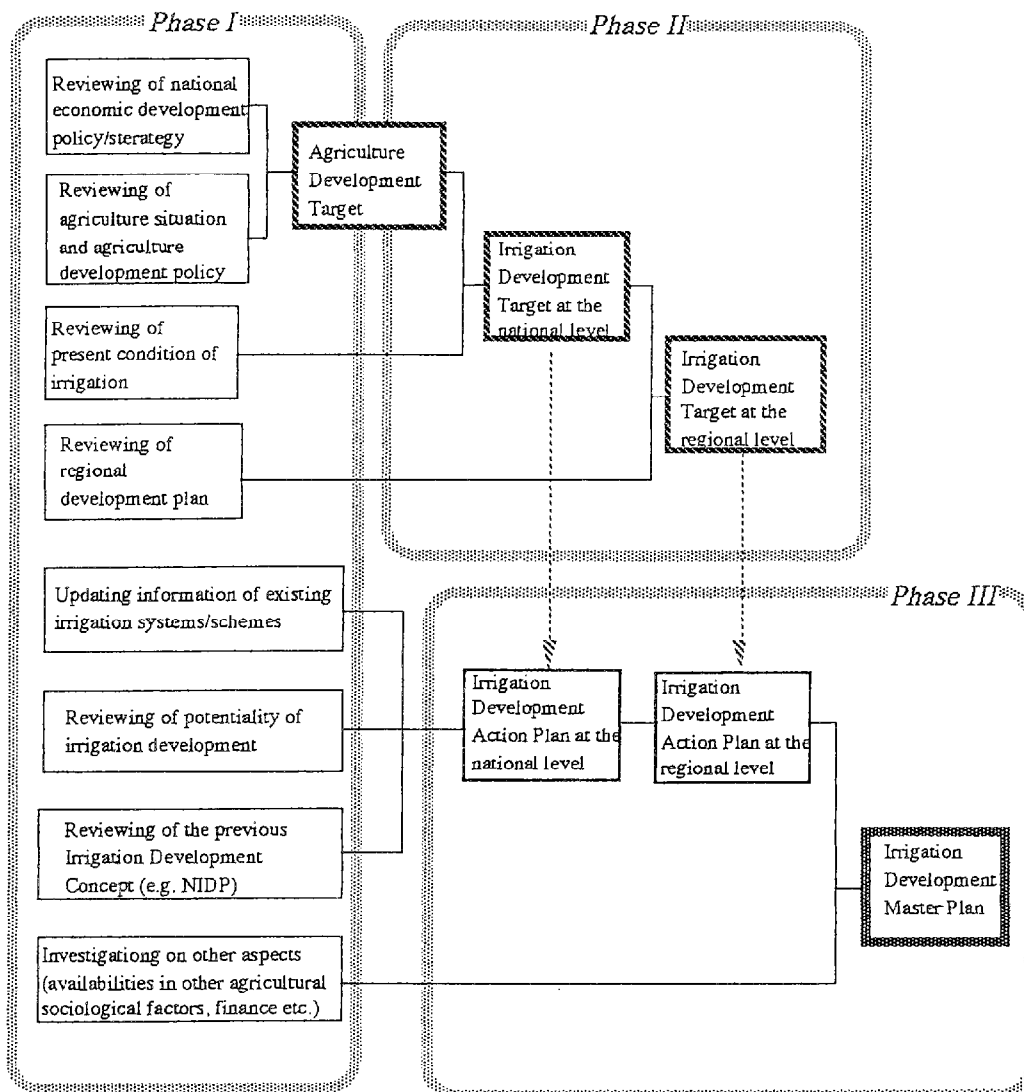 Phase I
Reviewing of national
economic development
policy/sterategy
Reviewing of
agriculture situation
and agriculture
development policy
Reviewing of
present condition of
irrigation
Reviewing of
regional
development plan
Updating information of existing
irrigation systems/schemes
Reviewing of potentiality of
irrigation development
Reviewing of the previous
Irrigation Development
Concept (e.g. NIDP)
Investigationg on other aspects
(availabilities in other agricultural
sociological factors, finance etc.)
Agriculture
Development
Target
Phase II
Irrigation
Development
Target at the
national level
Irrigation
Development
Target at the
regional level
Phase III
Irrigation
Development
Action Plan at the
national level
Irrigation
Development
Action Plan at the
regional level
Irrigation
Development
Master Plan